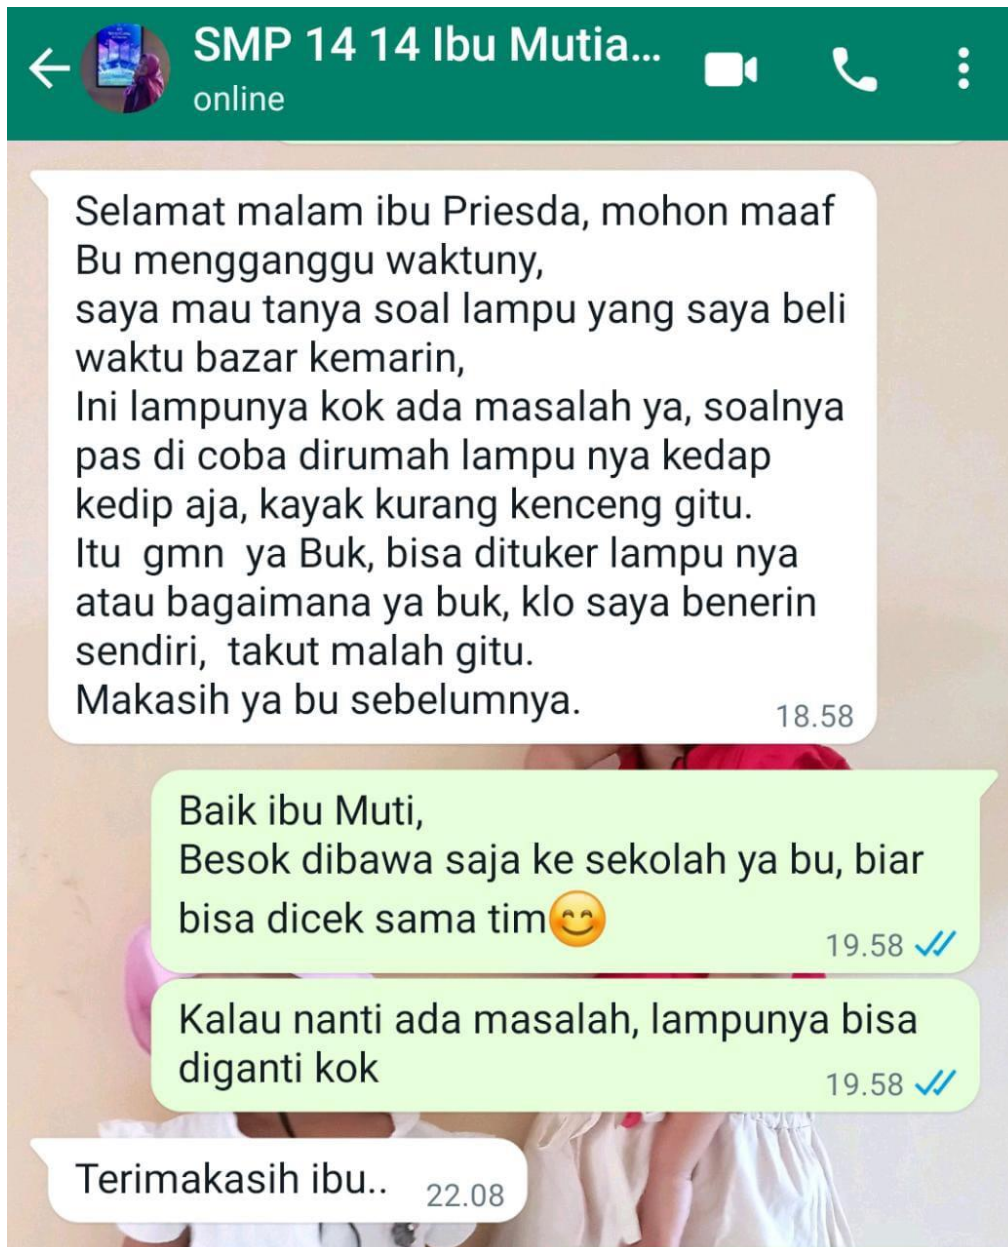 SMP 14 14 Ibu Mutia...
online
Selamat malam ibu Priesda, mohon maaf
Bu mengganggu waktuny,
saya mau tanya soal lampu yang saya beli
waktu bazar kemarin,
Ini lampunya kok ada masalah ya, soalnya
pas di coba dirumah lampu nya kedap
kedip aja, kayak kurang kenceng gitu.
Itu  gmn  ya Buk, bisa dituker lampu nya
atau bagaimana ya buk, klo saya benerin
sendiri,  takut malah gitu.
Makasih ya bu sebelumnya.
18.58
Baik ibu Muti,
Besok dibawa saja ke sekolah ya bu, biar
bisa dicek sama tim😊
19.58
Kalau nanti ada masalah, lampunya bisa
diganti kok
19.58
Terimakasih ibu..
22.08